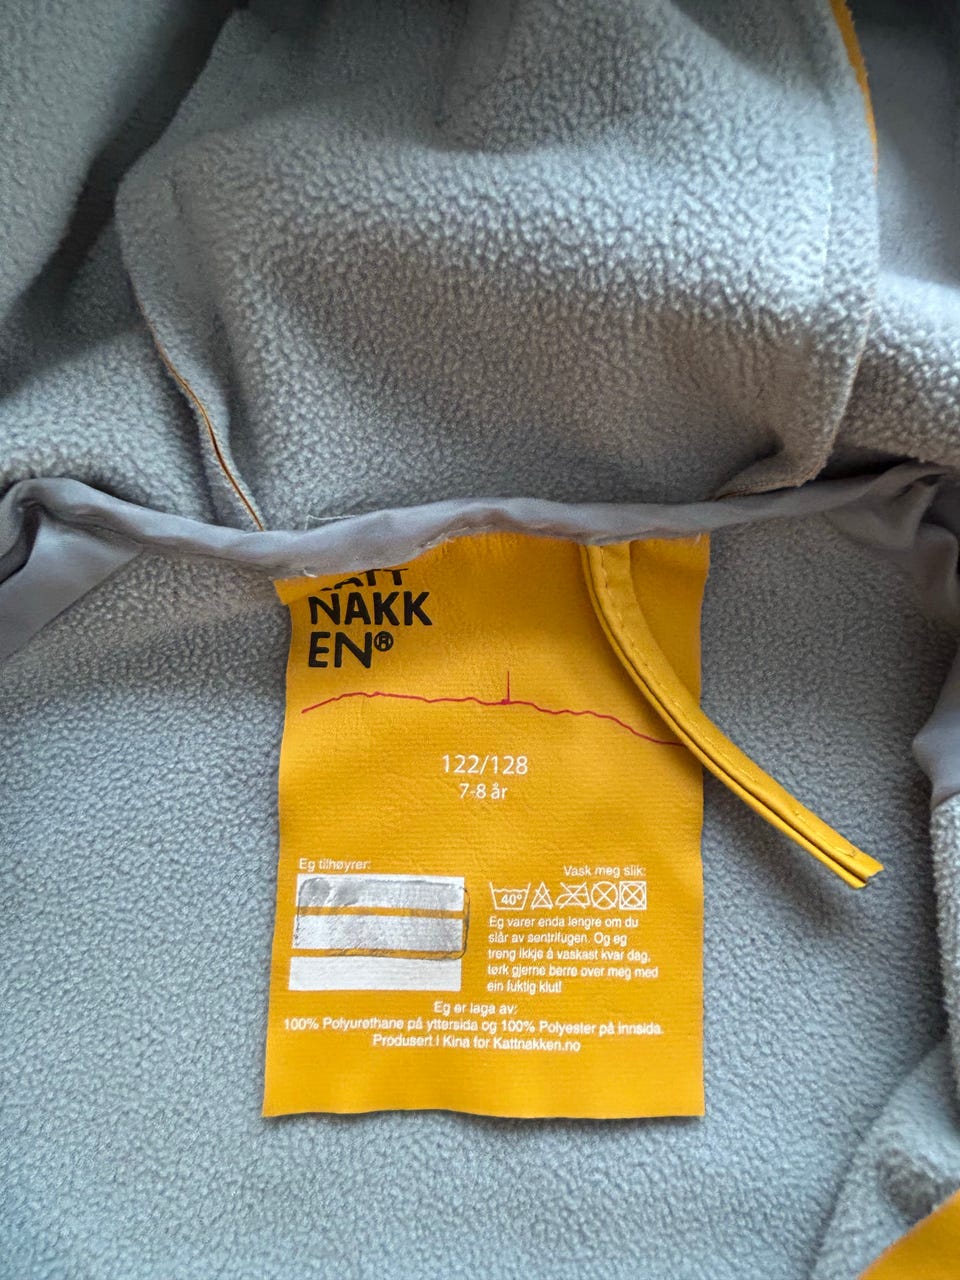 KATT
NAKK
EN®
122/128
7-8 år
Eg tilhøyrer:
Vask meg slik:
40°
Eg varer enda lengre om du
slår av sentrifugen. Og eg
treng ikkje å vaskast kvar dag,
tørk gjerne berre over meg med
ein fuktig klut!
Eg er laga av:
100% Polyurethane på yttersida og 100% Polyester på innsida.
Produsert i Kina for Kattnakken.no